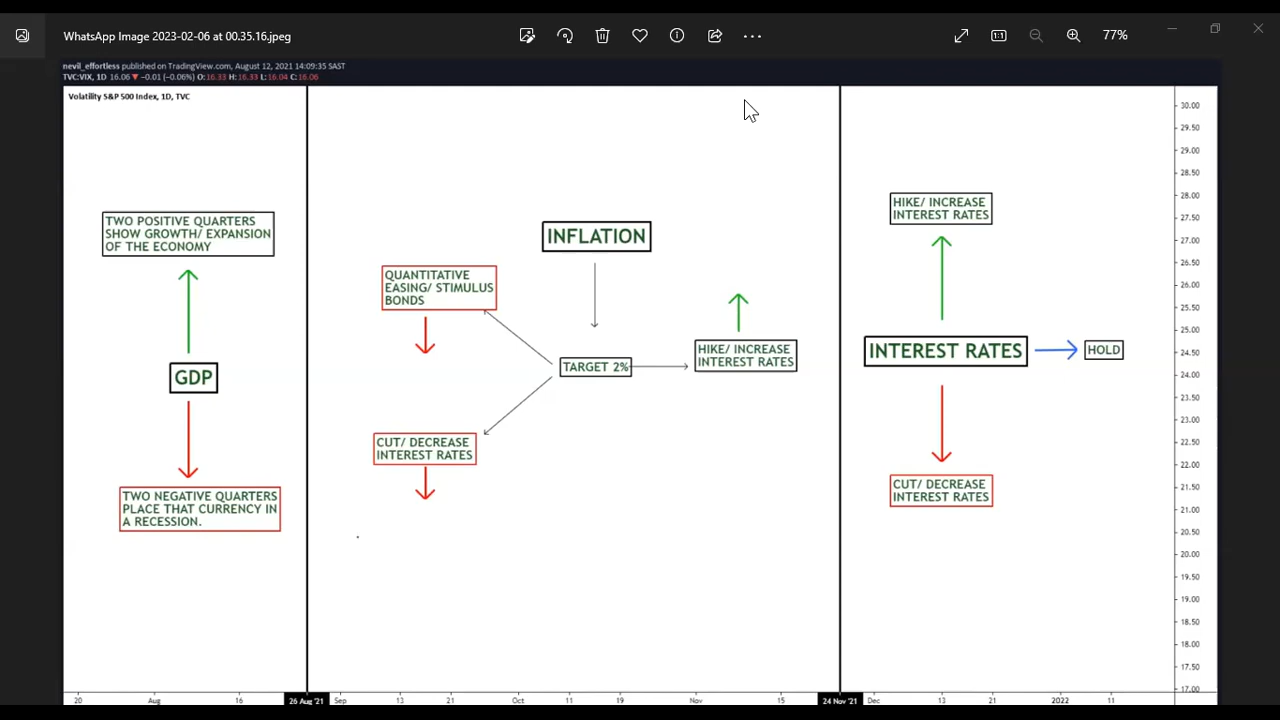 WhatsApp Image 2023-02-06 at 00.35.16.jpeg
77%
nevil_effortless published on TradingView.com, August 12, 2021 14:09:35 SAST
TVC:VIX, 1D 16.06 ▼ −0.01 (−0.06%) O:16.33 H:16.33 L:16.04 C:16.06
Volatility S&P 500 Index, 1D, TVC
TWO POSITIVE QUARTERS
SHOW GROWTH/ EXPANSION
OF THE ECONOMY
GDP
TWO NEGATIVE QUARTERS
PLACE THAT CURRENCY IN
A RECESSION.
INFLATION
QUANTITATIVE
EASING/ STIMULUS
BONDS
TARGET 2%
HIKE/ INCREASE
INTEREST RATES
CUT/ DECREASE
INTEREST RATES
HIKE/ INCREASE
INTEREST RATES
INTEREST RATES
HOLD
CUT/ DECREASE
INTEREST RATES
30.00
29.50
29.00
28.50
28.00
27.50
27.00
26.50
26.00
25.50
25.00
24.50
24.00
23.50
23.00
22.50
22.00
21.50
21.00
20.50
20.00
19.50
19.00
18.50
18.00
17.50
17.00
20 Aug 16 26 Aug '21 Sep 13 21 Oct 11 19 Nov 15 24 Nov '21 Dec 13 21 2022 11